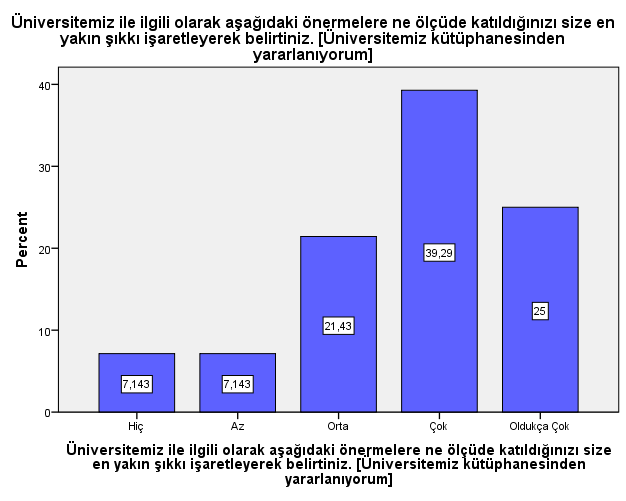 Üniversitemiz ile ilgili olarak aşağıdaki önermelere ne ölçüde katıldığınızı size en
yakın şıkkı işaretleyerek belirtiniz. [Üniversitemiz kütüphanesinden
yararlanıyorum]
Percent
40
30
20
10
0
7,143
7,143
21,43
39,29
25
Hiç
Az
Orta
Çok
Oldukça Çok
Üniversitemiz ile ilgili olarak aşağıdaki önermelere ne ölçüde katıldığınızı size
en yakın şıkkı işaretleyerek belirtiniz. [Üniversitemiz kütüphanesinden
yararlanıyorum]